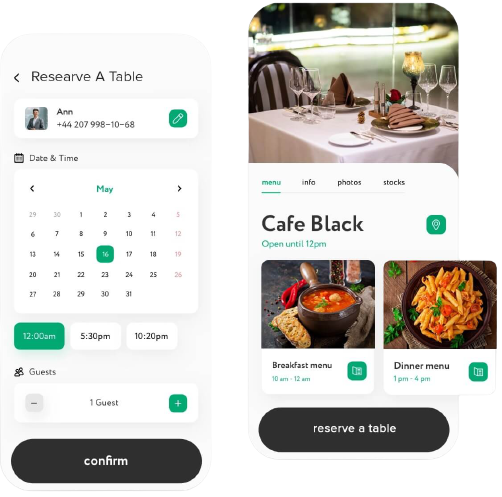 Researve A Table
Ann
+44 207 998-10-68
Date & Time
May
29 30 1 2 3 4 5
6 7 8 9 10 11 12
13 14 15 16 17 18 19
20 21 22 23 24 25 26
27 28 29 30 31
12:00am 5:30pm 10:20pm
Guests
1 Guest
confirm
menu info photos stocks
Cafe Black
Open until 12pm
Breakfast menu
10 am - 12 am
Dinner menu
1 pm - 4 pm
reserve a table